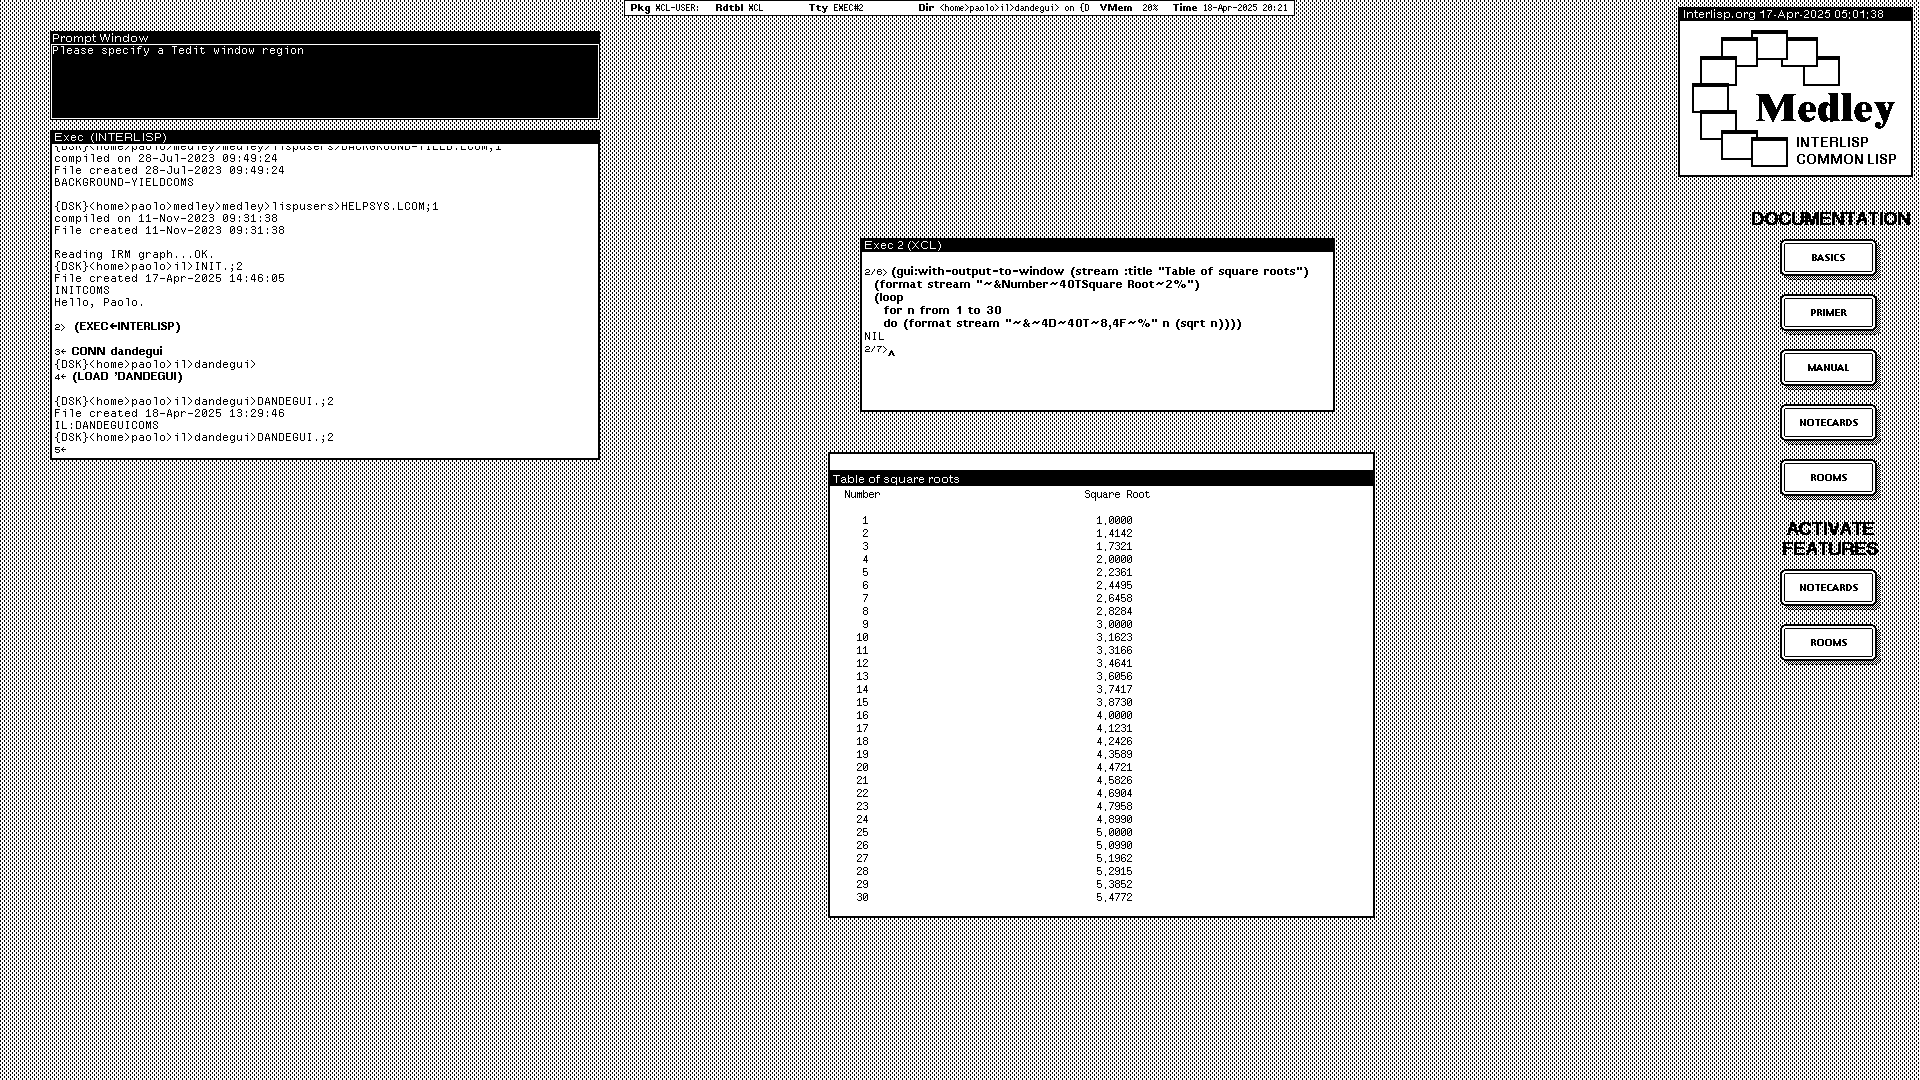 Pkg XCL-USER: Rdtbl XCL Tty EXEC#2 Dir <home>paolo>il>dandegui> on {D VMem 20% Time 18-Apr-2025 20:21
Prompt Window
Please specify a Tedit window region
Exec (INTERLISP)
{DSK}<home>paolo>medley>medley>lispusers>BACKGROUND-YIELD.LCOM;1
compiled on 28-Jul-2023 09:49:24
File created 28-Jul-2023 09:49:24
BACKGROUND-YIELDCOMS
{DSK}<home>paolo>medley>medley>lispusers>HELPSYS.LCOM;1
compiled on 11-Nov-2023 09:31:38
File created 11-Nov-2023 09:31:38
Reading IRM graph...OK.
{DSK}<home>paolo>il>INIT.;2
File created 17-Apr-2025 14:46:05
INITCOMS
Hello, Paolo.
2> (EXEC←INTERLISP)
3← CONN dandegui
{DSK}<home>paolo>il>dandegui>
4← (LOAD 'DANDEGUI)
{DSK}<home>paolo>il>dandegui>DANDEGUI.;2
File created 18-Apr-2025 13:29:46
IL:DANDEGUICOMS
{DSK}<home>paolo>il>dandegui>DANDEGUI.;2
5←
Exec 2 (XCL)
2/6> (gui:with-output-to-window (stream :title "Table of square roots")
(format stream "~&Number~40TSquare Root~2%")
(loop
for n from 1 to 30
do (format stream "~&~4D~40T~8,4F~%" n (sqrt n))))
NIL
2/7>
Table of square roots
Number Square Root
1 1.0000
2 1.4142
3 1.7321
4 2.0000
5 2.2361
6 2.4495
7 2.6458
8 2.8284
9 3.0000
10 3.1623
11 3.3166
12 3.4641
13 3.6056
14 3.7417
15 3.8730
16 4.0000
17 4.1231
18 4.2426
19 4.3589
20 4.4721
21 4.5826
22 4.6904
23 4.7958
24 4.8990
25 5.0000
26 5.0990
27 5.1962
28 5.2915
29 5.3852
30 5.4772
Interlisp.org 17-Apr-2025 05:01:38
Medley
INTERLISP
COMMON LISP
DOCUMENTATION
BASICS
PRIMER
MANUAL
NOTECARDS
ROOMS
ACTIVATE
FEATURES
NOTECARDS
ROOMS